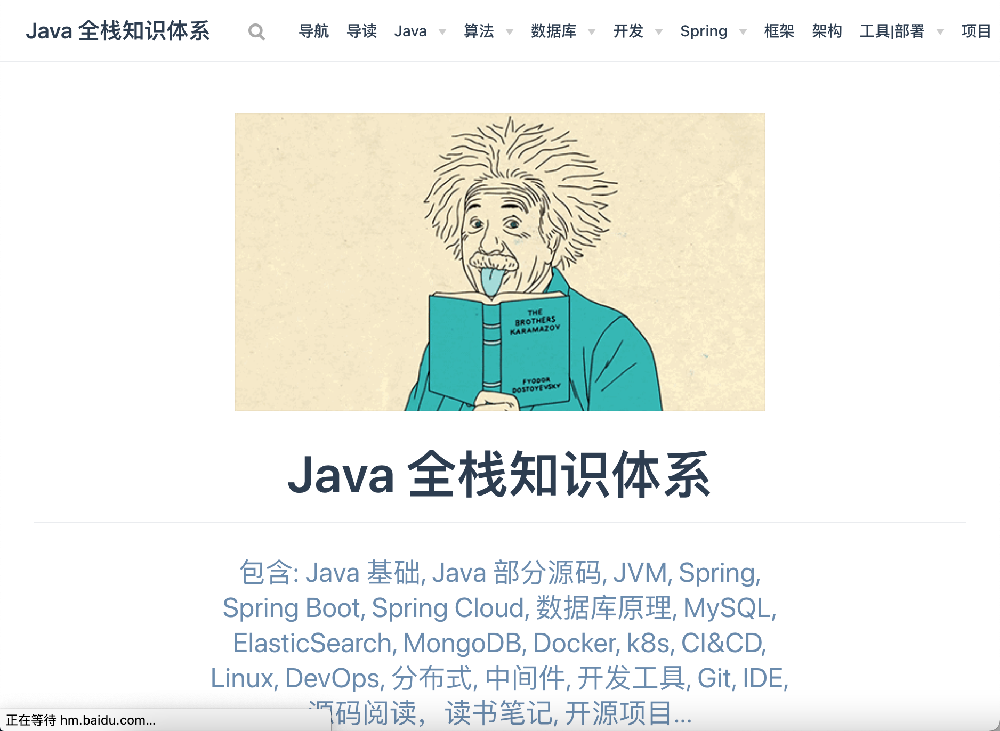 Java 全栈知识体系
导航 导读 Java 算法 数据库 开发 Spring 框架 架构 工具|部署 项目
THE
BROTHERS
KARAMAZOV
FYODOR
DOSTOYEVSKY
Java 全栈知识体系
包含: Java 基础, Java 部分源码, JVM, Spring,
Spring Boot, Spring Cloud, 数据库原理, MySQL,
ElasticSearch, MongoDB, Docker, k8s, CI&CD,
Linux, DevOps, 分布式, 中间件, 开发工具, Git, IDE,
源码阅读，读书笔记, 开源项目...
正在等待 hm.baidu.com...